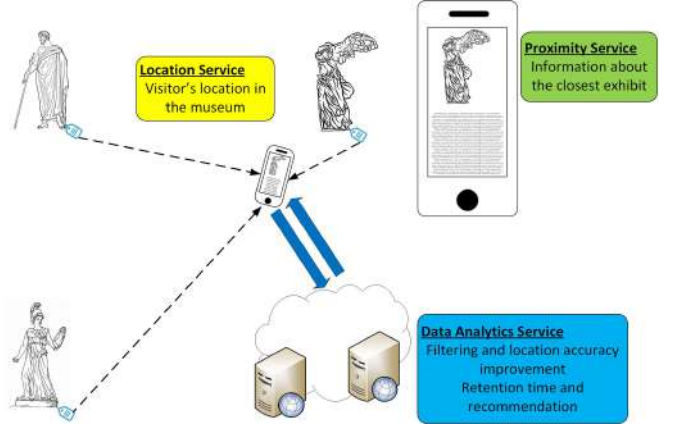 Location Service
Visitor's location in
the museum
Proximity Service
Information about
the closest exhibit
Data Analytics Service
Filtering and location accuracy
improvement
Retention time and
recommendation